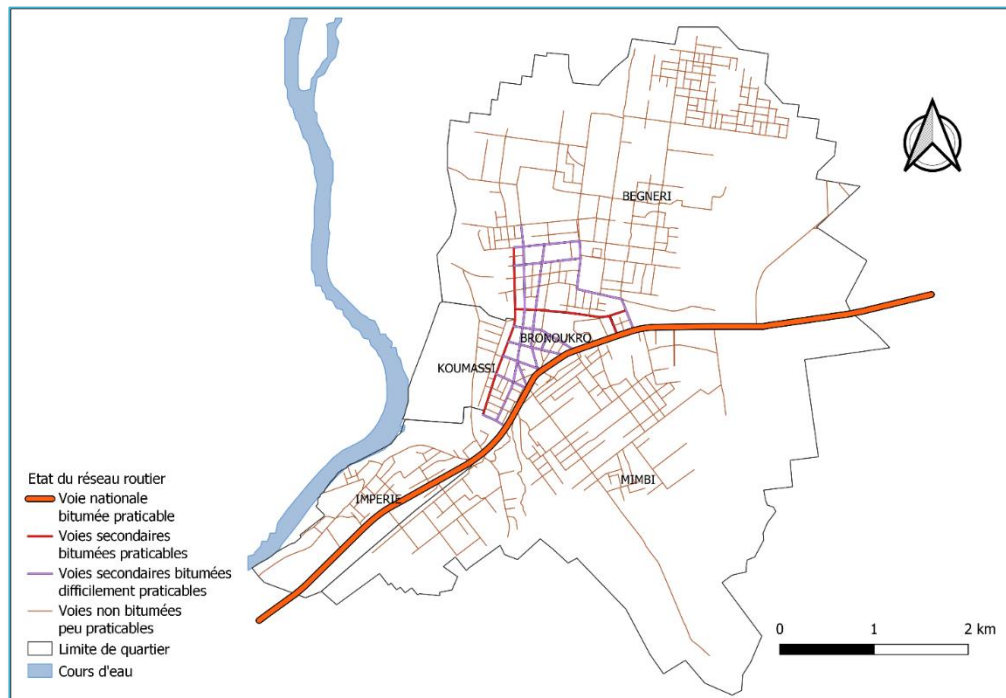 BEGNERI
BRONOUKRO
KOUMASSI
MIMBI
IMPERIE
Etat du réseau routier
Voie nationale
bitumée praticable
Voies secondaires
bitumées praticables
Voies secondaires bitumées
difficilement praticables
Voies non bitumées
peu praticables
Limite de quartier
Cours d'eau
0 1 2 km